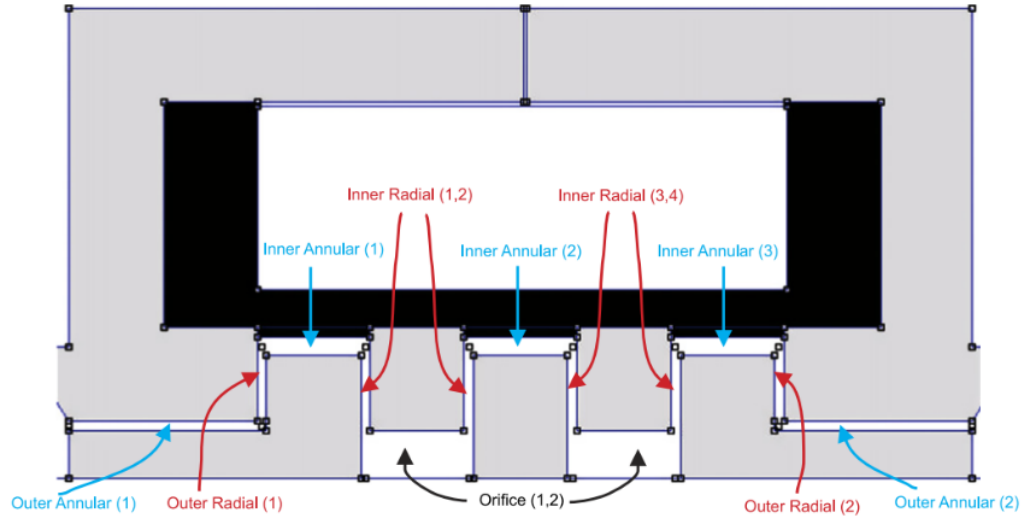 Inner Radial (1,2)
Inner Radial (3,4)
Inner Annular (1)
Inner Annular (2)
Inner Annular (3)
Outer Annular (1)
Outer Radial (1)
Orifice (1,2)
Outer Radial (2)
Outer Annular (2)